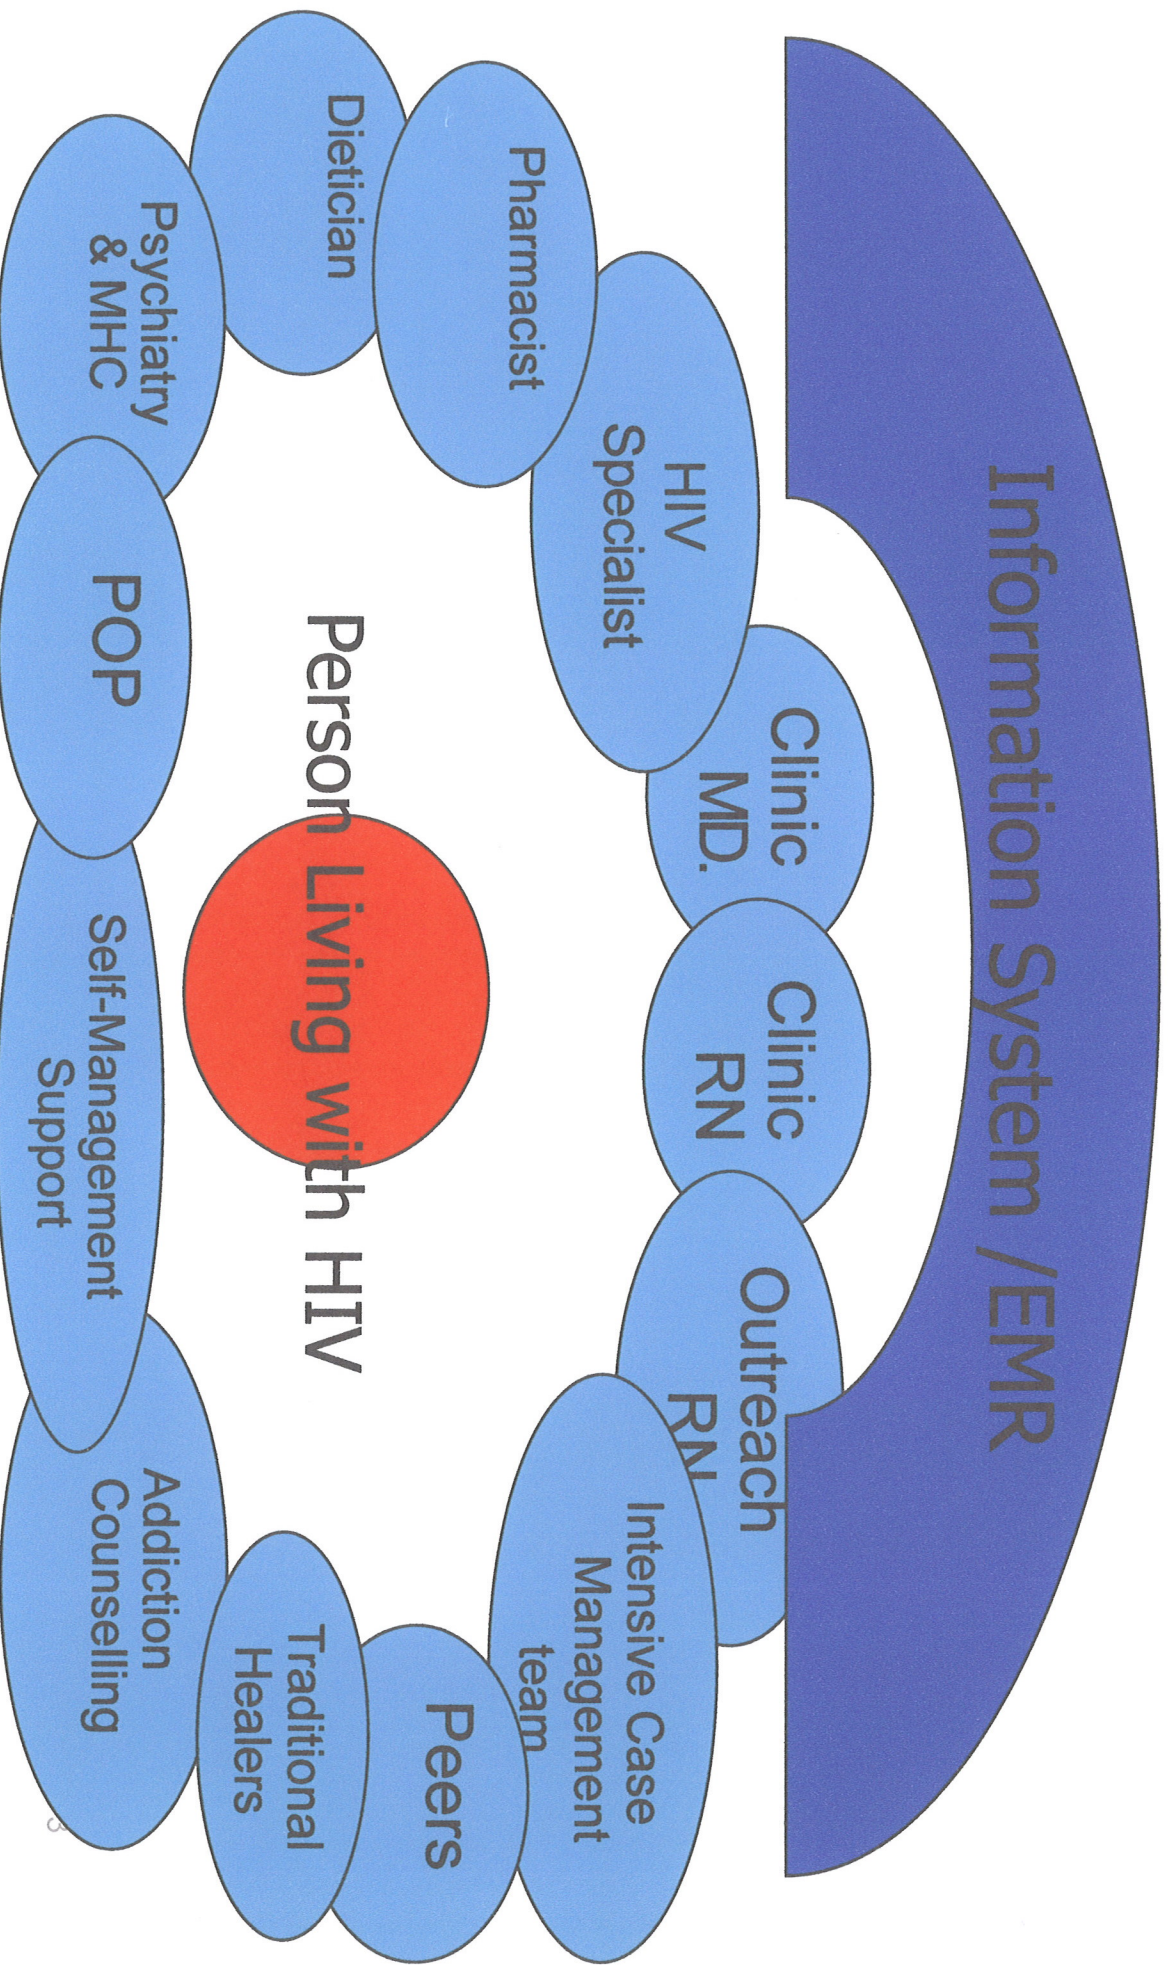 Information System /EMR
Clinic
MD.
Clinic
RN
Outreach
RN
HIV
Specialist
Intensive Case
Management
team
Pharmacist
Peers
Dietician
Person Living with HIV
Traditional
Healers
Psychiatry
& MHC
POP
Self-Management
Support
Addiction
Counselling
3